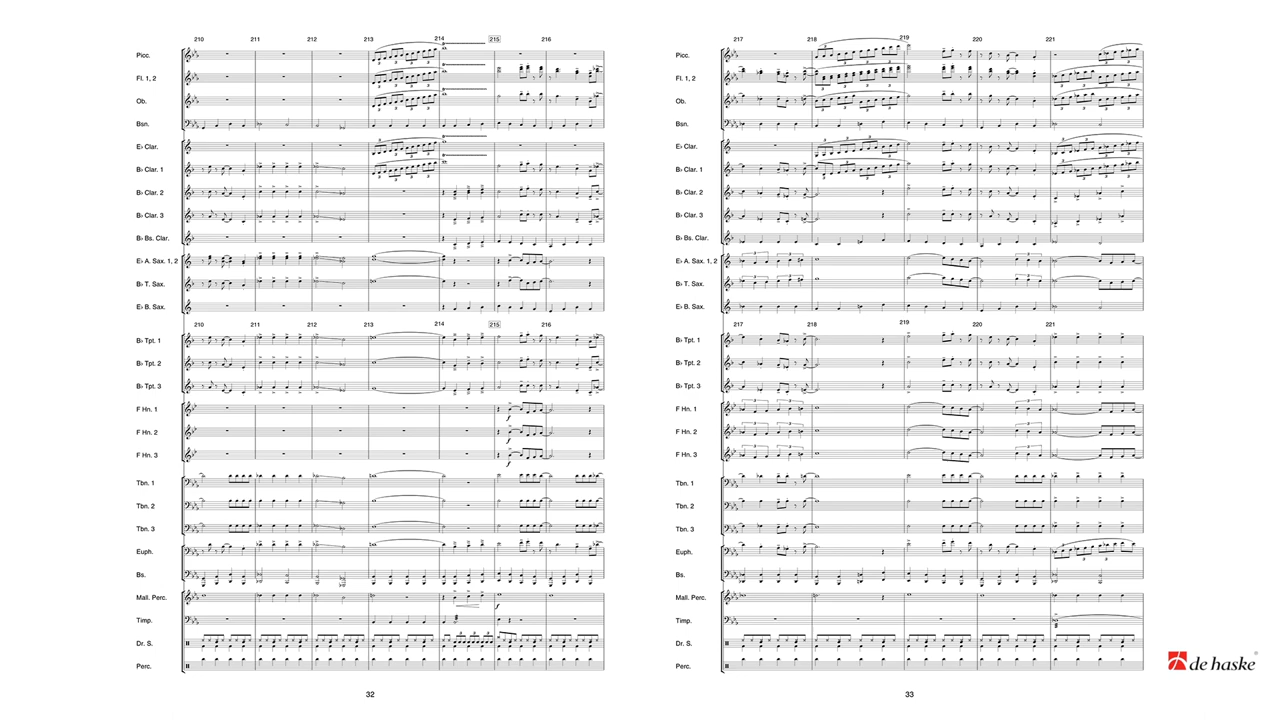 210 211 212 213 214 215 216
Picc.
Fl. 1, 2
Ob.
Bsn.
E♭ Clar.
B♭ Clar. 1
B♭ Clar. 2
B♭ Clar. 3
B♭ Bs. Clar.
E♭ A. Sax. 1, 2
B♭ T. Sax.
E♭ B. Sax.
210 211 212 213 214 215 216
B♭ Tpt. 1
B♭ Tpt. 2
B♭ Tpt. 3
F Hn. 1
F Hn. 2
F Hn. 3
Tbn. 1
Tbn. 2
Tbn. 3
Euph.
Bs.
Mall. Perc.
Timp.
Dr. S.
Perc.
32
217 218 219 220 221
Picc.
Fl. 1, 2
Ob.
Bsn.
E♭ Clar.
B♭ Clar. 1
B♭ Clar. 2
B♭ Clar. 3
B♭ Bs. Clar.
E♭ A. Sax. 1, 2
B♭ T. Sax.
E♭ B. Sax.
217 218 219 220 221
B♭ Tpt. 1
B♭ Tpt. 2
B♭ Tpt. 3
F Hn. 1
F Hn. 2
F Hn. 3
Tbn. 1
Tbn. 2
Tbn. 3
Euph.
Bs.
Mall. Perc.
Timp.
Dr. S.
Perc.
33
de haske®